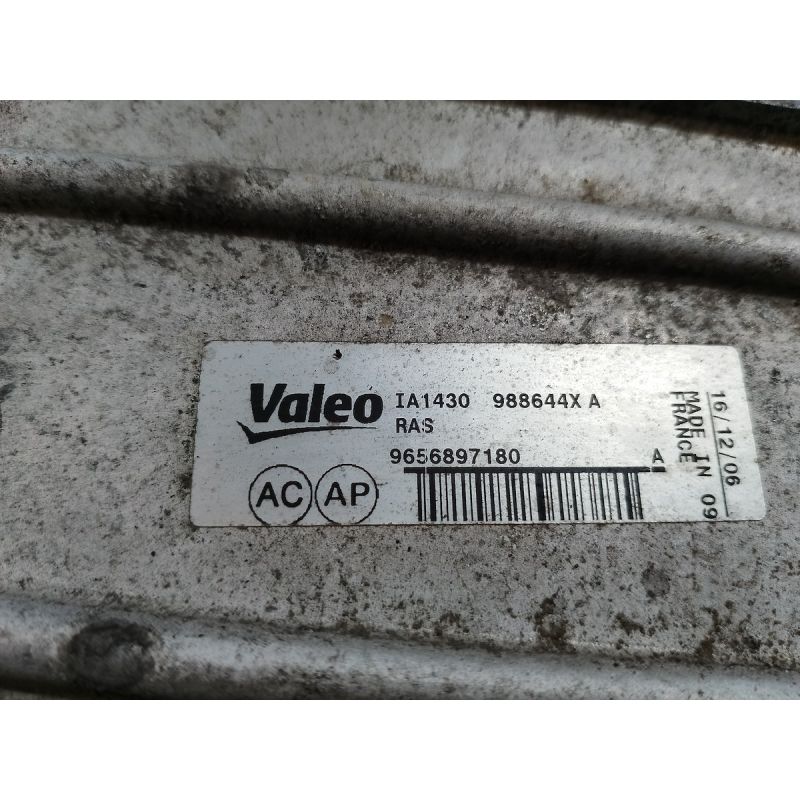 Valeo IA1430 988644X A
RAS
9656897180 A
AC AP
16/12/06
MADE IN 09
FRANCE